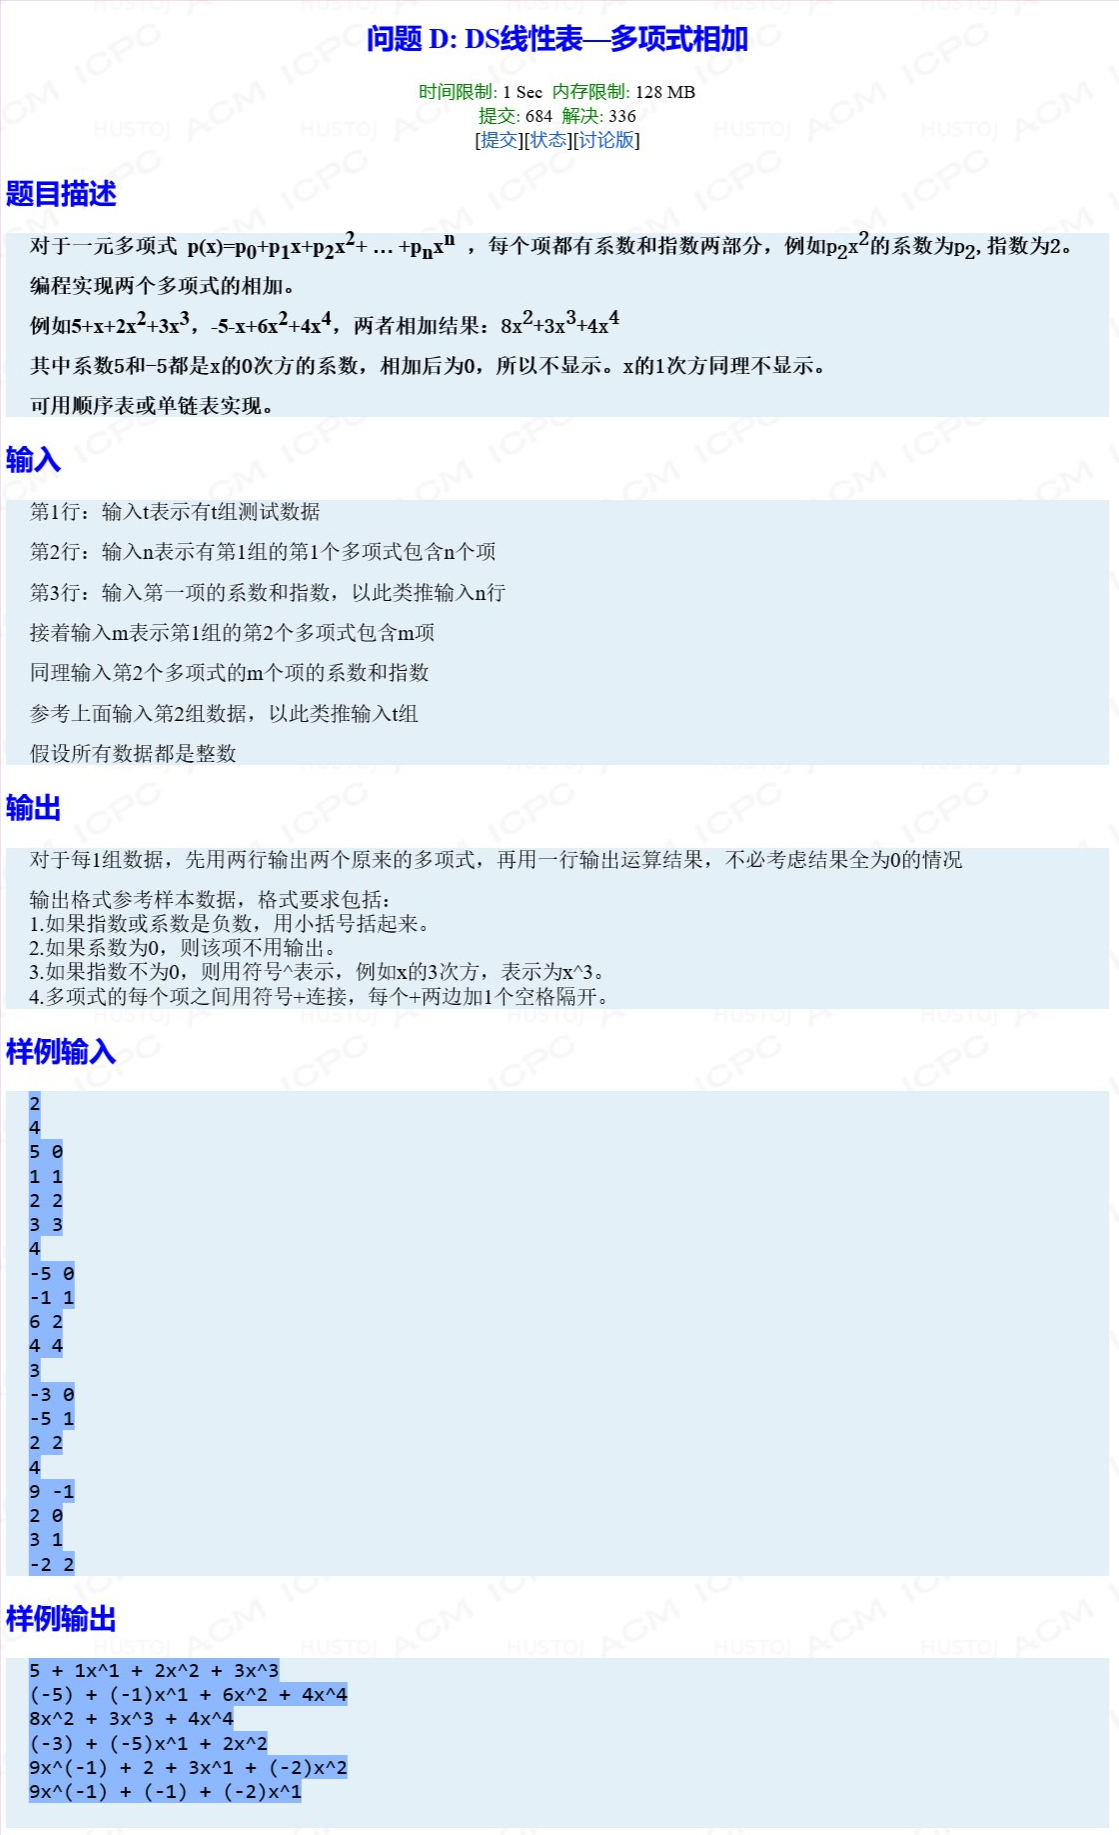 问题 D: DS线性表—多项式相加
时间限制: 1 Sec 内存限制: 128 MB
提交: 684 解决: 336
[提交][状态][讨论版]
题目描述
对于一元多项式 p(x)=p0+p1x+p2x2+ … +pnxn ，每个项都有系数和指数两部分，例如p2x2的系数为p2,指数为2。
编程实现两个多项式的相加。
例如5+x+2x2+3x3，-5-x+6x2+4x4，两者相加结果：8x2+3x3+4x4
其中系数5和-5都是x的0次方的系数，相加后为0，所以不显示。x的1次方同理不显示。
可用顺序表或单链表实现。
输入
第1行：输入t表示有t组测试数据
第2行：输入n表示有第1组的第1个多项式包含n个项
第3行：输入第一项的系数和指数，以此类推输入n行
接着输入m表示第1组的第2个多项式包含m项
同理输入第2个多项式的m个项的系数和指数
参考上面输入第2组数据，以此类推输入t组
假设所有数据都是整数
输出
对于每1组数据，先用两行输出两个原来的多项式，再用一行输出运算结果，不必考虑结果全为0的情况
输出格式参考样本数据，格式要求包括：
1.如果指数或系数是负数，用小括号括起来。
2.如果系数为0，则该项不用输出。
3.如果指数不为0，则用符号^表示，例如x的3次方，表示为x^3。
4.多项式的每个项之间用符号+连接，每个+两边加1个空格隔开。
样例输入
2
4
5 0
1 1
2 2
3 3
4
-5 0
-1 1
6 2
4 4
3
-3 0
-5 1
2 2
4
9 -1
2 0
3 1
-2 2
样例输出
5 + 1x^1 + 2x^2 + 3x^3
(-5) + (-1)x^1 + 6x^2 + 4x^4
8x^2 + 3x^3 + 4x^4
(-3) + (-5)x^1 + 2x^2
9x^(-1) + 2 + 3x^1 + (-2)x^2
9x^(-1) + (-1) + (-2)x^1